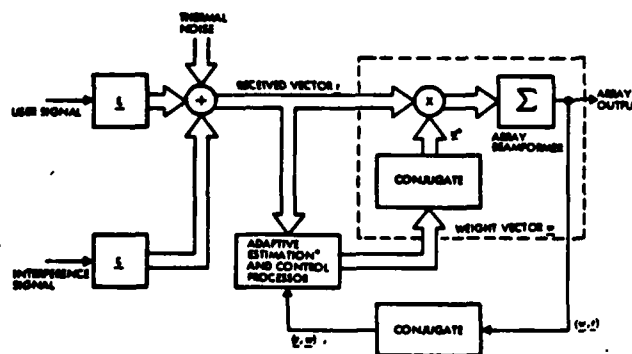 THERMAL
NOISE
USER SIGNAL
+
RECEIVED VECTOR r
x
Σ
ARRAY
OUTPUT
ARRAY
BEAMFORMER
CONJUGATE
WEIGHT VECTOR w
INTERFERENCE
SIGNAL
ADAPTIVE
ESTIMATION
AND CONTROL
PROCESSOR
CONJUGATE